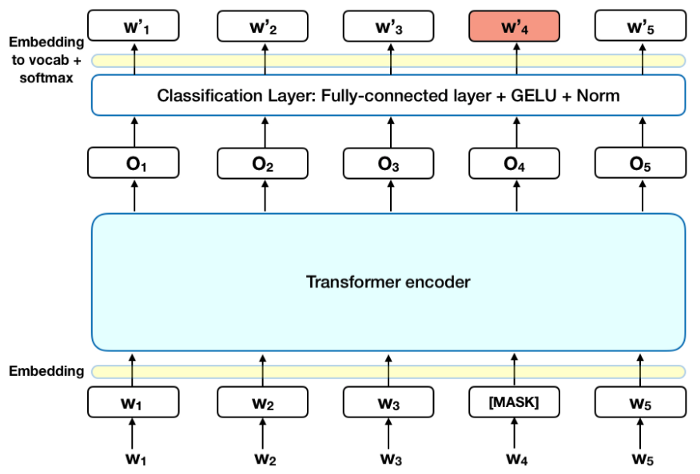 w'₁ w'₂ w'₃ w'₄ w'₅
Embedding
to vocab +
softmax
Classification Layer: Fully-connected layer + GELU + Norm
O₁ O₂ O₃ O₄ O₅
Transformer encoder
Embedding
W₁ W₂ W₃ [MASK] W₅
W₁ W₂ W₃ W₄ W₅